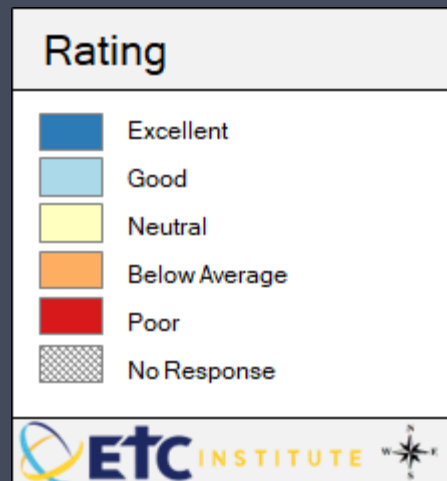 Rating
Excellent
Good
Neutral
Below Average
Poor
No Response
ETC INSTITUTE
N
W E
S